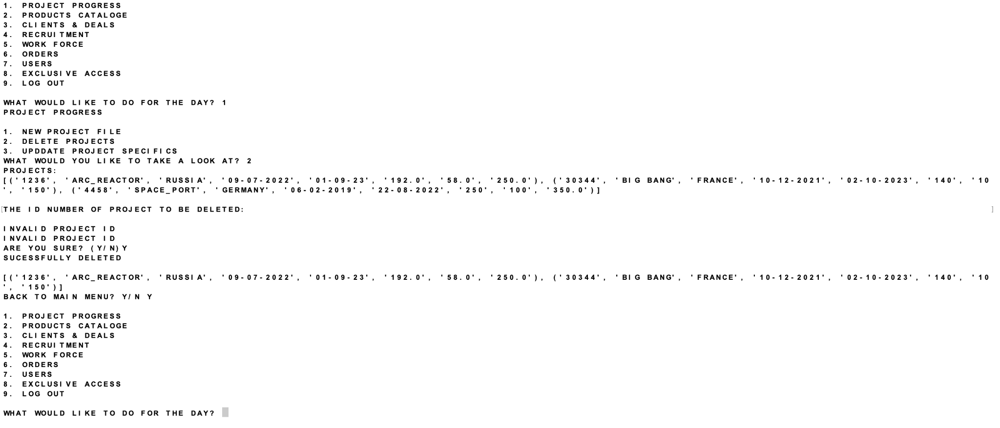 1. PROJECT PROGRESS
2. PRODUCTS CATALOGE
3. CLIENTS & DEALS
4. RECRUITMENT
5. WORK FORCE
6. ORDERS
7. USERS
8. EXCLUSIVE ACCESS
9. LOG OUT
WHAT WOULD LIKE TO DO FOR THE DAY? 1
PROJECT PROGRESS
1. NEW PROJECT FILE
2. DELETE PROJECTS
3. UPDDATE PROJECT SPECIFICS
WHAT WOULD YOU LIKE TO TAKE A LOOK AT? 2
PROJECTS:
[('1236', 'ARC_REACTOR', 'RUSSIA', '09-07-2022', '01-09-23', '192.0', '58.0', '250.0'), ('30344', 'BIG BANG', 'FRANCE', '10-12-2021', '02-10-2023', '140', '10
', '150'), ('4458', 'SPACE_PORT', 'GERMANY', '06-02-2019', '22-08-2022', '250', '100', '350.0')]
[THE ID NUMBER OF PROJECT TO BE DELETED: ]
INVALID PROJECT ID
INVALID PROJECT ID
ARE YOU SURE? (Y/N)Y
SUCESSFULLY DELETED
[('1236', 'ARC_REACTOR', 'RUSSIA', '09-07-2022', '01-09-23', '192.0', '58.0', '250.0'), ('30344', 'BIG BANG', 'FRANCE', '10-12-2021', '02-10-2023', '140', '10
', '150')]
BACK TO MAIN MENU? Y/N Y
1. PROJECT PROGRESS
2. PRODUCTS CATALOGE
3. CLIENTS & DEALS
4. RECRUITMENT
5. WORK FORCE
6. ORDERS
7. USERS
8. EXCLUSIVE ACCESS
9. LOG OUT
WHAT WOULD LIKE TO DO FOR THE DAY?